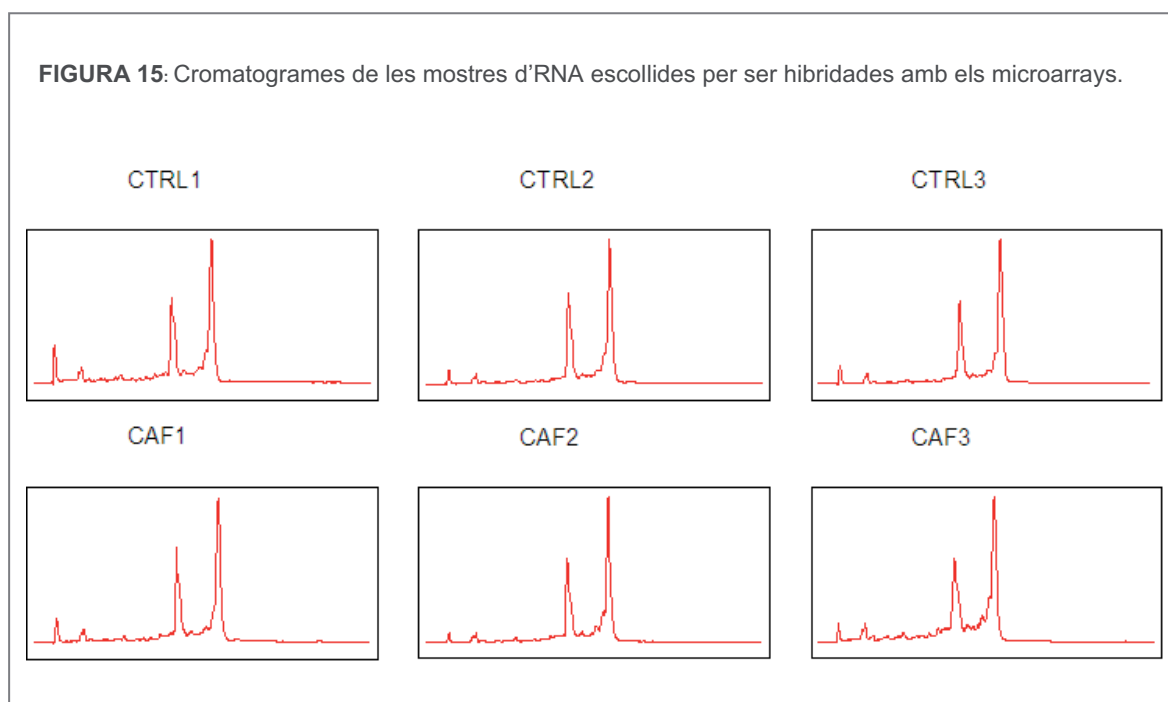 FIGURA 15: Cromatogrames de les mostres d'RNA escollides per ser hibridades amb els microarrays.
CTRL1 CTRL2 CTRL3
CAF1 CAF2 CAF3